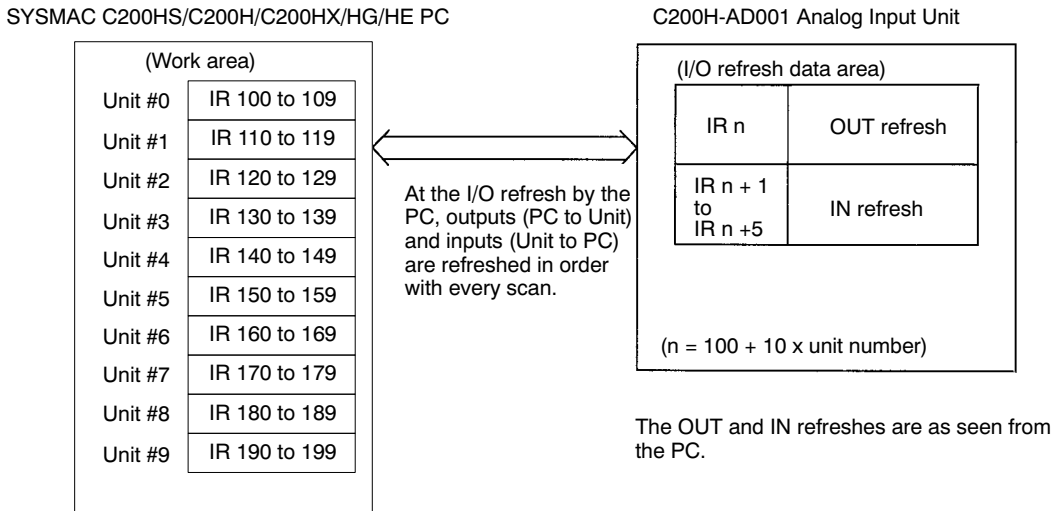 SYSMAC C200HS/C200H/C200HX/HG/HE PC
(Work area)
Unit #0 IR 100 to 109
Unit #1 IR 110 to 119
Unit #2 IR 120 to 129
Unit #3 IR 130 to 139
Unit #4 IR 140 to 149
Unit #5 IR 150 to 159
Unit #6 IR 160 to 169
Unit #7 IR 170 to 179
Unit #8 IR 180 to 189
Unit #9 IR 190 to 199
At the I/O refresh by the
PC, outputs (PC to Unit)
and inputs (Unit to PC)
are refreshed in order
with every scan.
C200H-AD001 Analog Input Unit
(I/O refresh data area)
IR n OUT refresh
IR n + 1
to
IR n +5
IN refresh
(n = 100 + 10 x unit number)
The OUT and IN refreshes are as seen from
the PC.